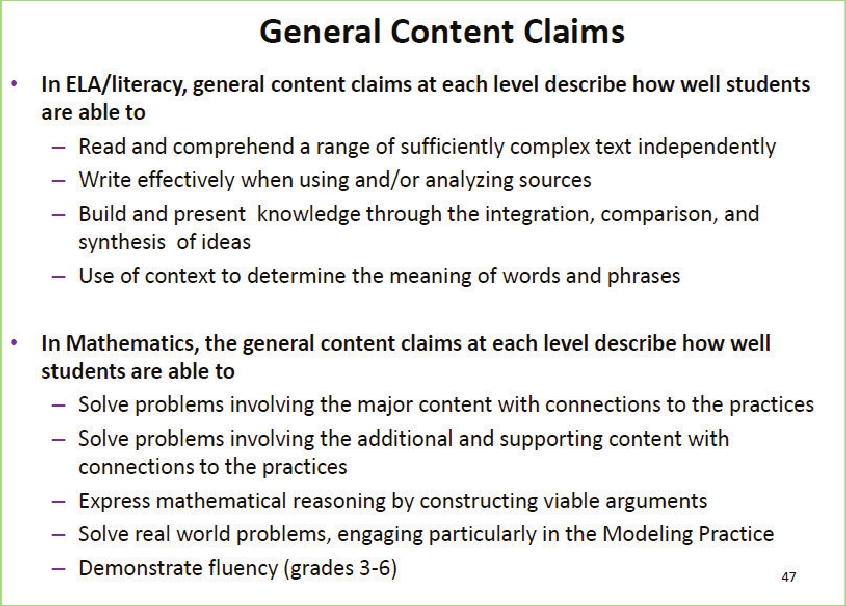 General Content Claims
• In ELA/literacy, general content claims at each level describe how well students
are able to
– Read and comprehend a range of sufficiently complex text independently
– Write effectively when using and/or analyzing sources
– Build and present  knowledge through the integration, comparison, and
synthesis  of ideas
– Use of context to determine the meaning of words and phrases
• In Mathematics, the general content claims at each level describe how well
students are able to
– Solve problems involving the major content with connections to the practices
– Solve problems involving the additional and supporting content with
connections to the practices
– Express mathematical reasoning by constructing viable arguments
– Solve real world problems, engaging particularly in the Modeling Practice
– Demonstrate fluency (grades 3-6)
47